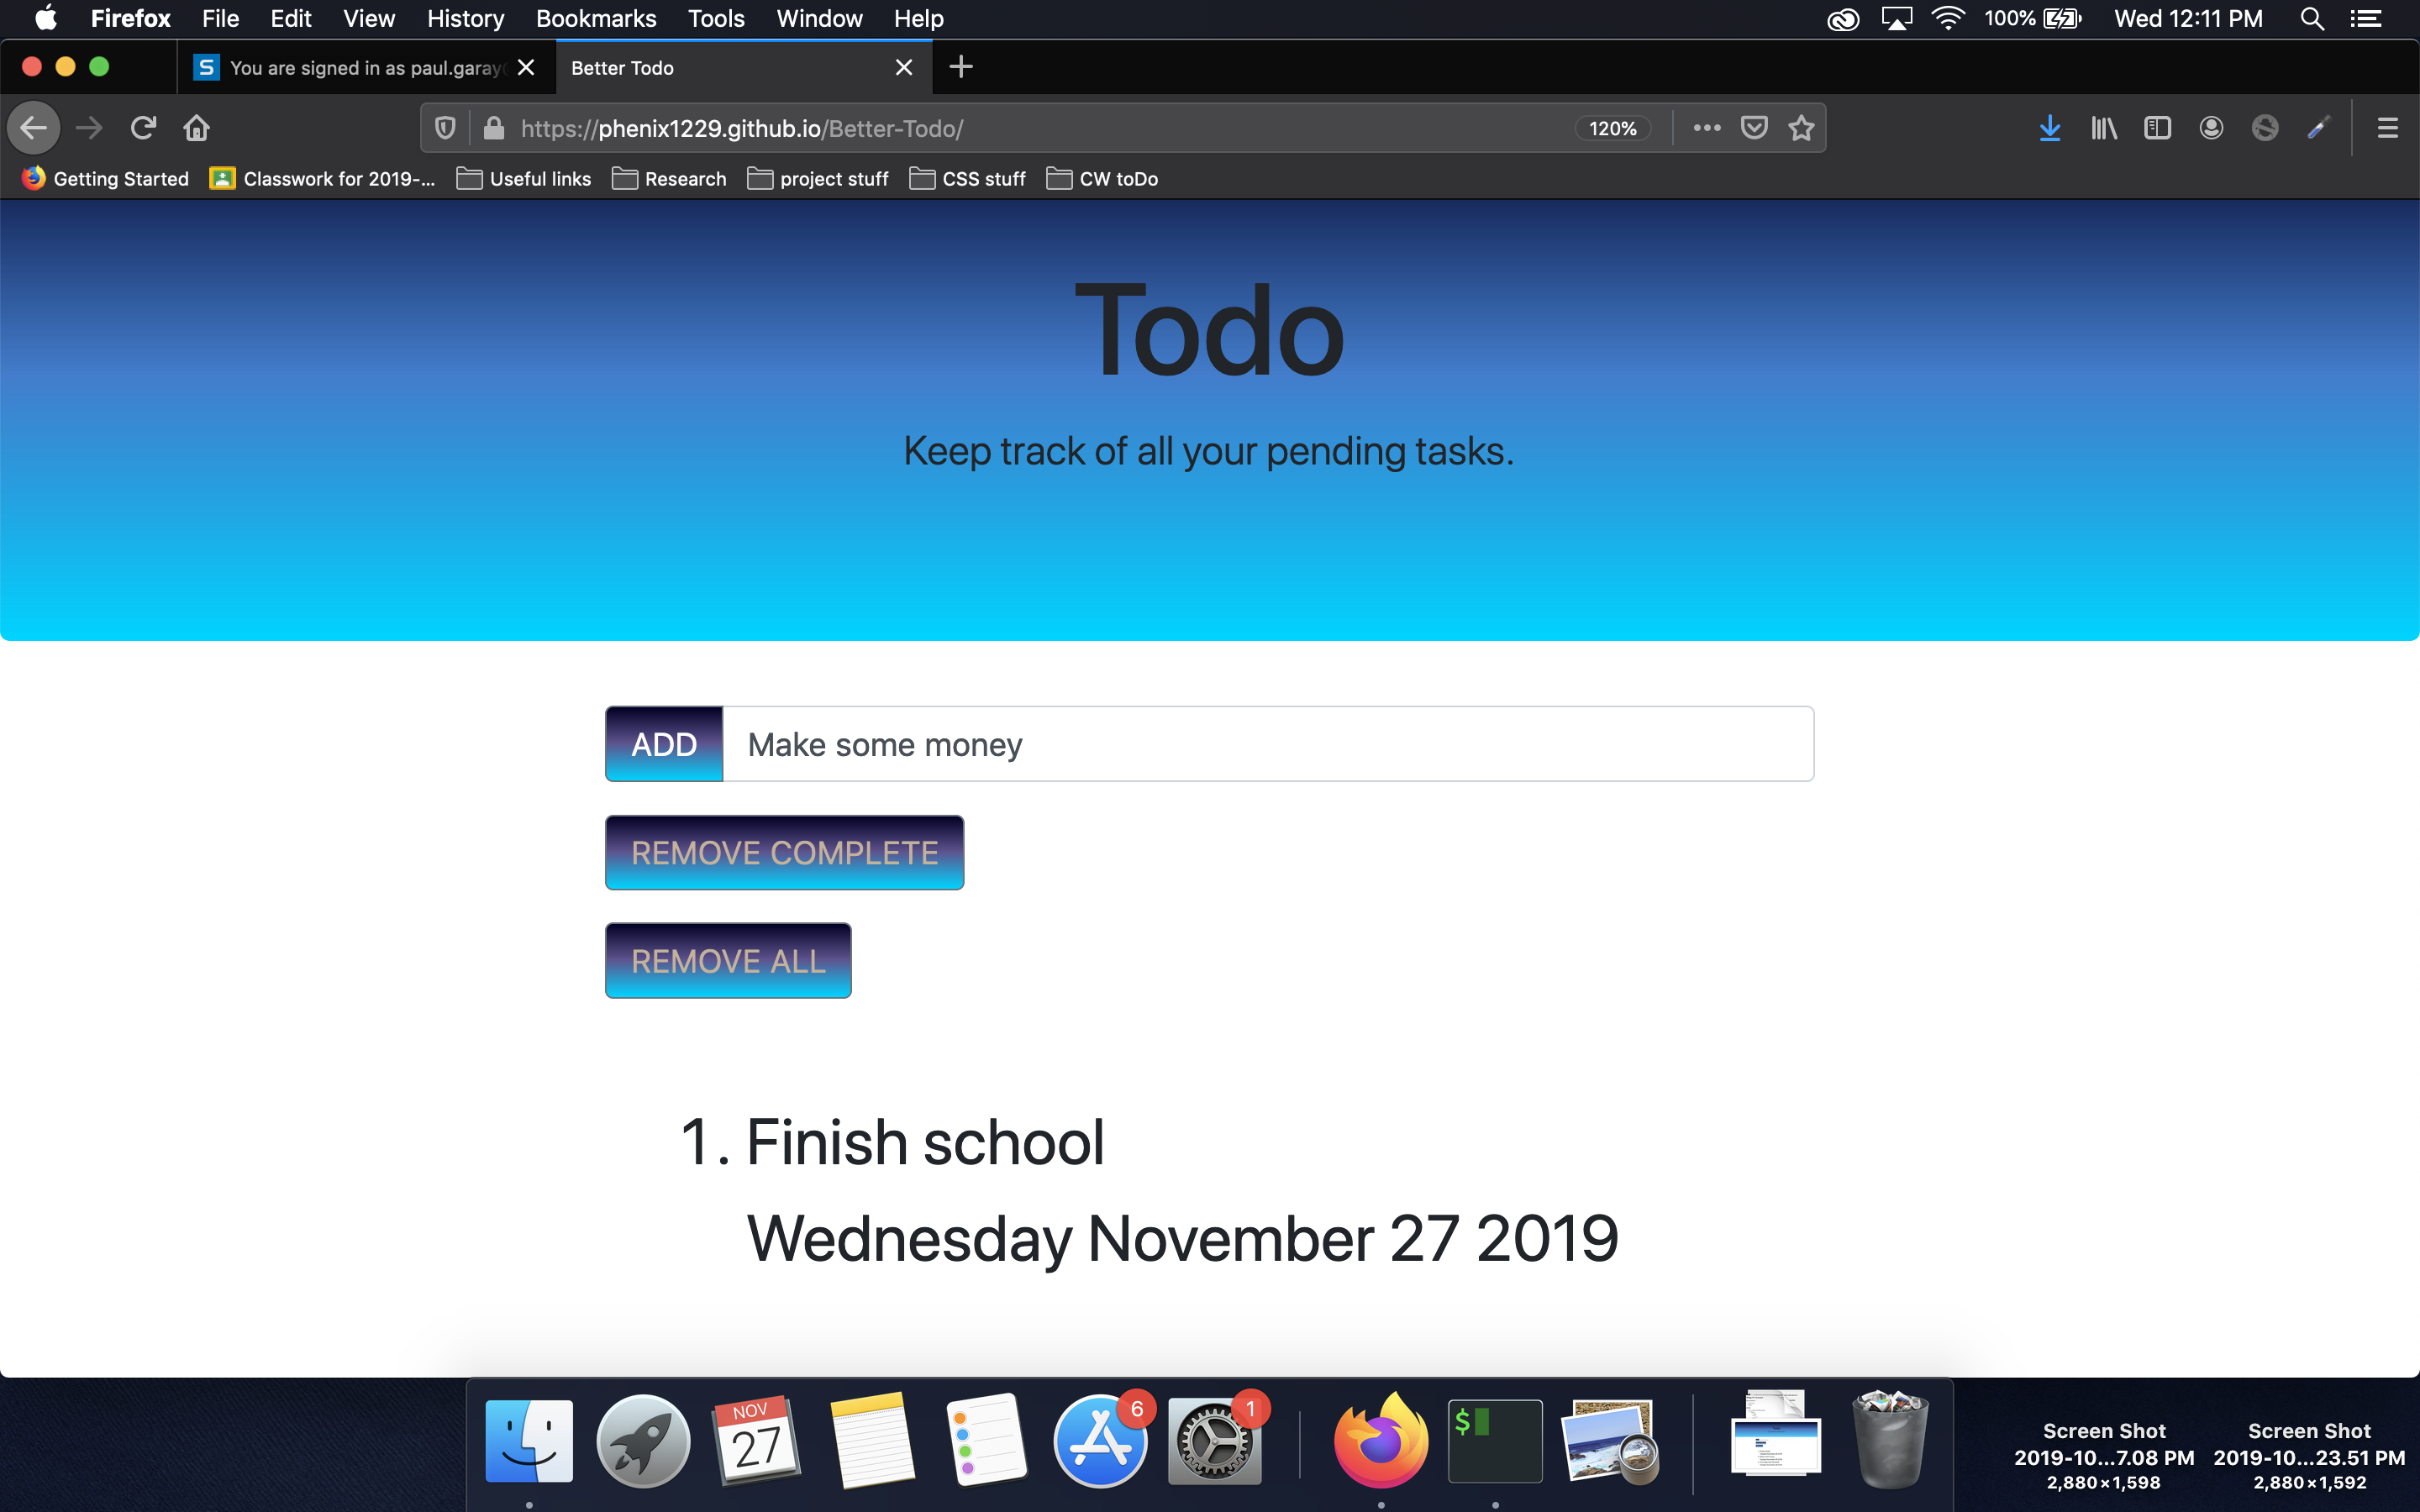 Firefox File Edit View History Bookmarks Tools Window Help 100% Wed 12:11 PM
S You are signed in as paul.garay Better Todo
https://phenix1229.github.io/Better-Todo/ 120%
Getting Started Classwork for 2019-... Useful links Research project stuff CSS stuff CW toDo
Todo
Keep track of all your pending tasks.
ADD Make some money
REMOVE COMPLETE
REMOVE ALL
1. Finish school
Wednesday November 27 2019
NOV
27
6
1
$
Screen Shot
2019-10...7.08 PM
2,880×1,598
Screen Shot
2019-10...23.51 PM
2,880×1,592